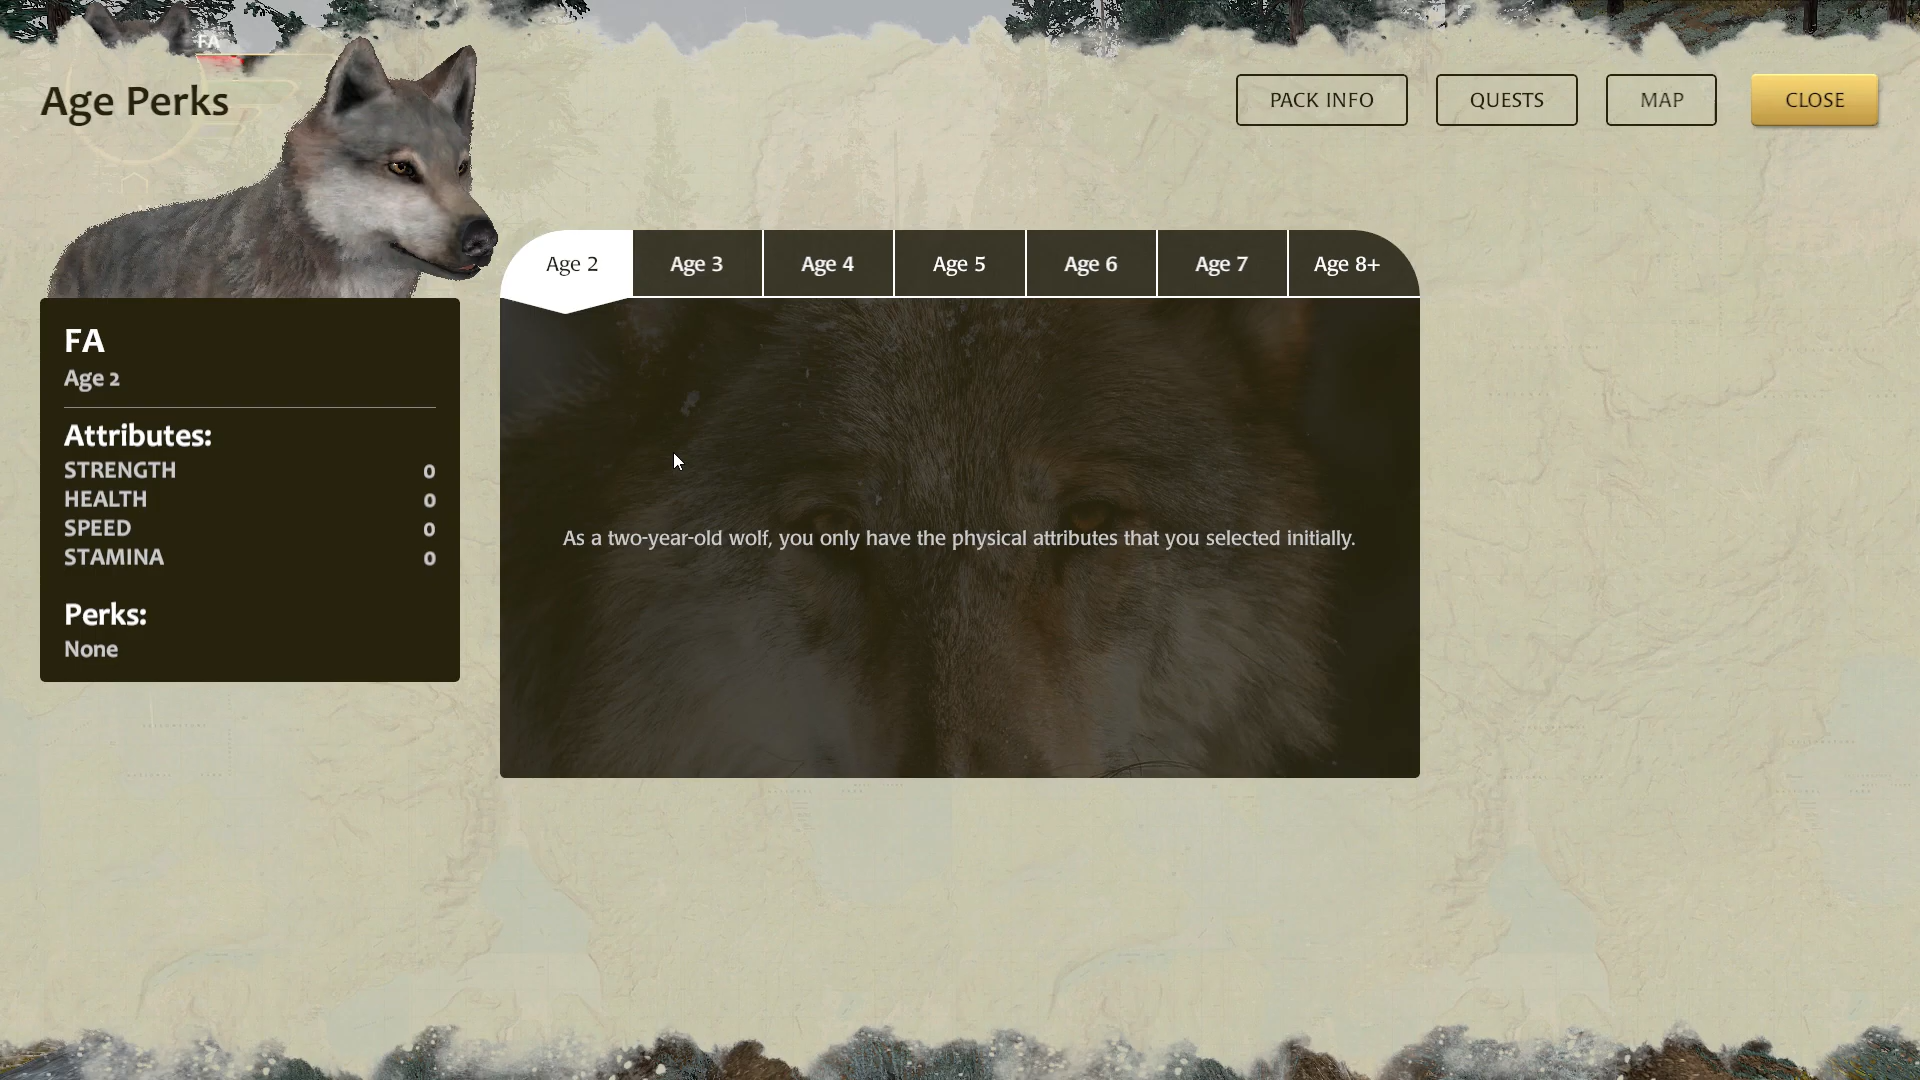 FA
Age Perks
PACK INFO
QUESTS
MAP
CLOSE
Age 2
Age 3
Age 4
Age 5
Age 6
Age 7
Age 8+
FA
Age 2
Attributes:
STRENGTH 0
HEALTH 0
SPEED 0
STAMINA 0
Perks:
None
As a two-year-old wolf, you only have the physical attributes that you selected initially.